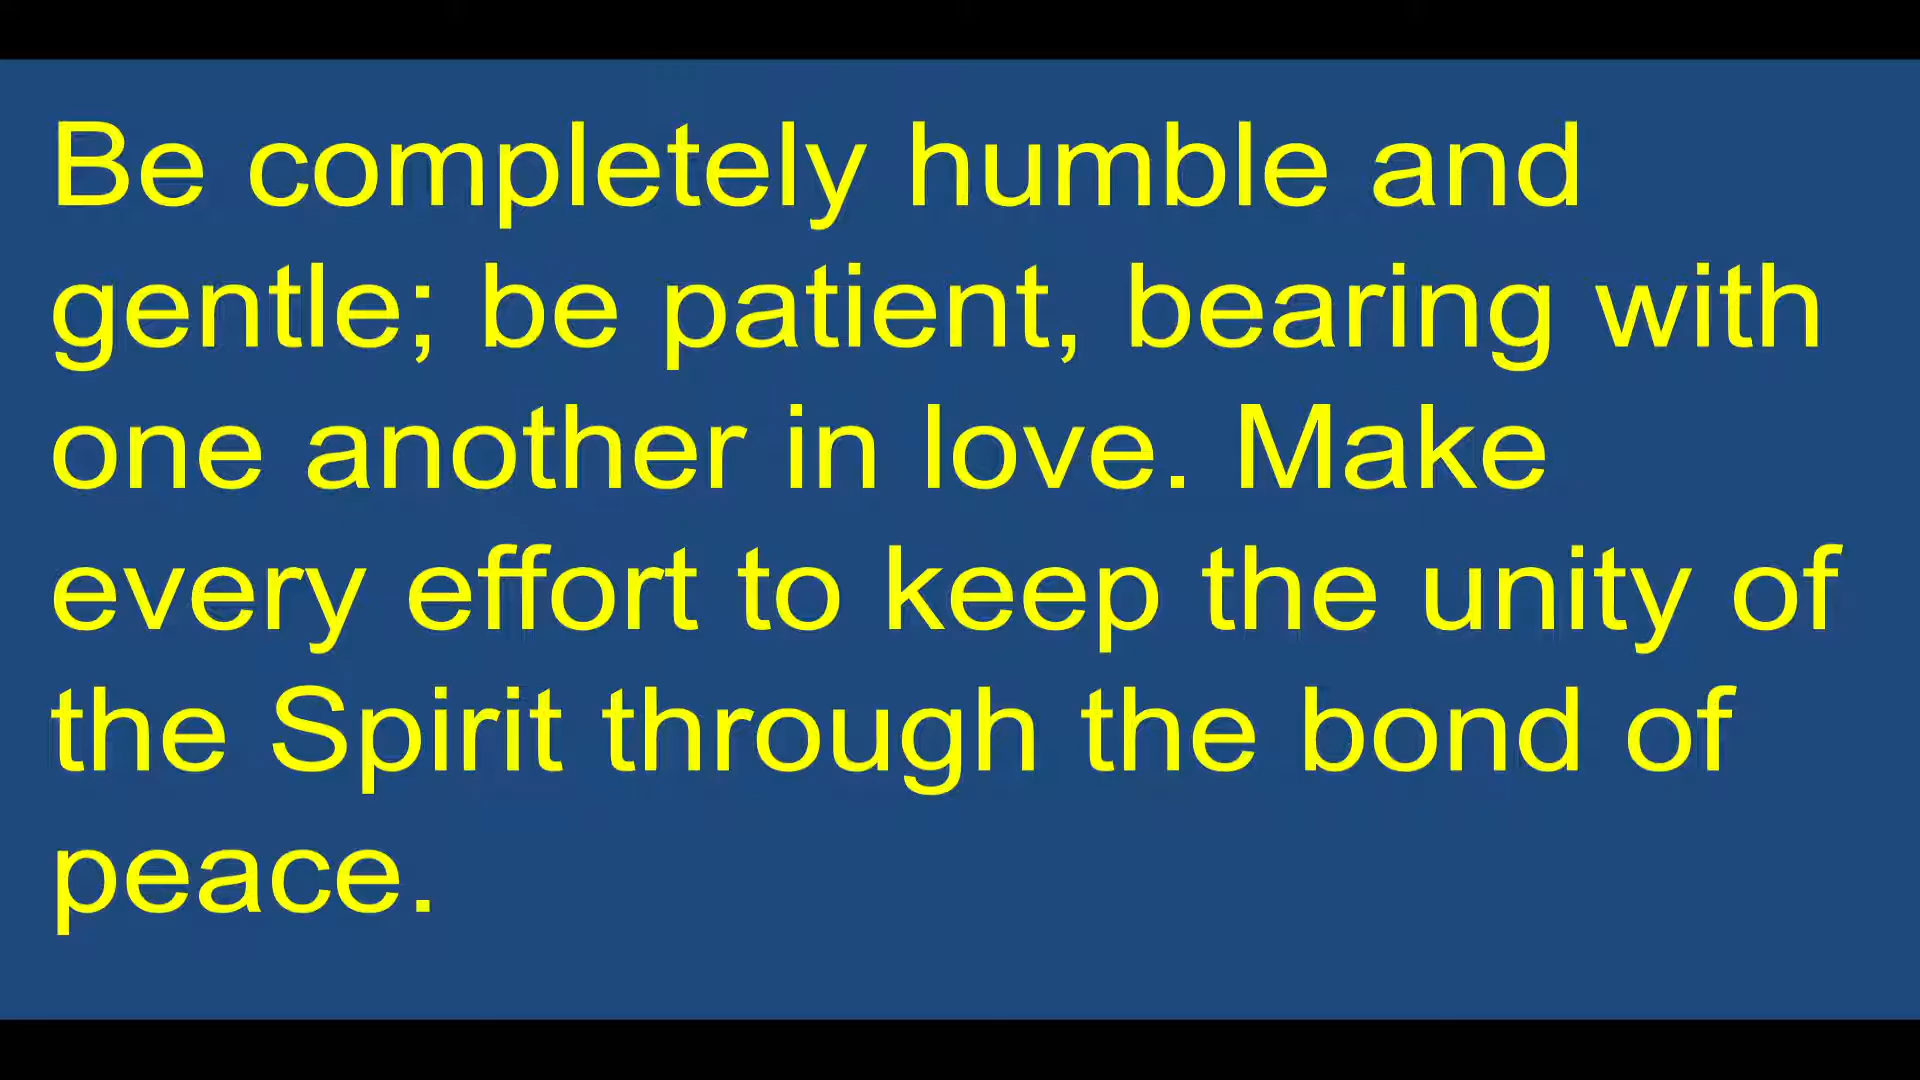 Be completely humble and
gentle; be patient, bearing with
one another in love. Make
every effort to keep the unity of
the Spirit through the bond of
peace.